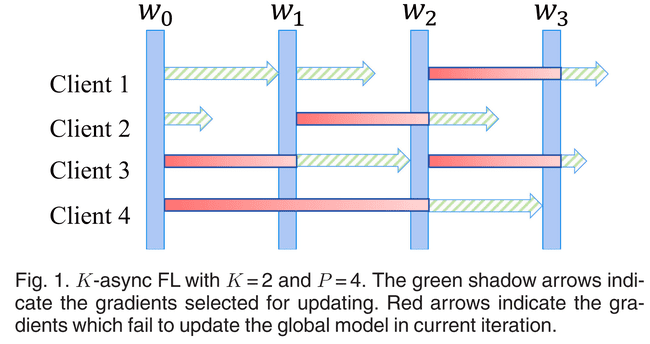 w₀ w₁ w₂ w₃
Client 1
Client 2
Client 3
Client 4
Fig. 1. K-async FL with K = 2 and P = 4. The green shadow arrows indi-
cate the gradients selected for updating. Red arrows indicate the gra-
dients which fail to update the global model in current iteration.